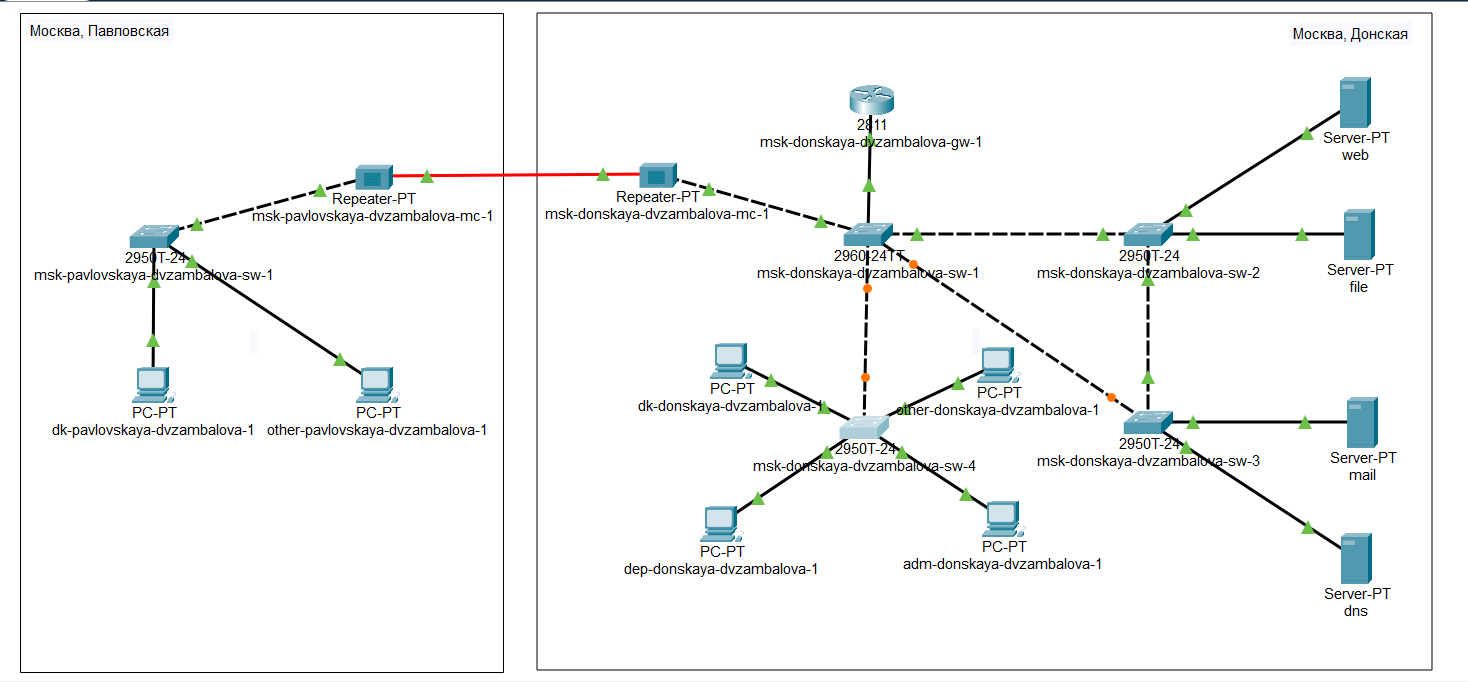 Москва, Павловская
Repeater-PT
msk-pavlovskaya-dvzambalova-mc-1
2950T-24
msk-pavlovskaya-dvzambalova-sw-1
PC-PT
dk-pavlovskaya-dvzambalova-1
PC-PT
other-pavlovskaya-dvzambalova-1
Москва, Донская
2811
msk-donskaya-dvzambalova-gw-1
Repeater-PT
msk-donskaya-dvzambalova-mc-1
2960-24TT
msk-donskaya-dvzambalova-sw-1
2950T-24
msk-donskaya-dvzambalova-sw-2
Server-PT
web
Server-PT
file
PC-PT
dk-donskaya-dvzambalova-1
PC-PT
other-donskaya-dvzambalova-1
2950T-24
msk-donskaya-dvzambalova-sw-4
2950T-24
msk-donskaya-dvzambalova-sw-3
Server-PT
mail
PC-PT
dep-donskaya-dvzambalova-1
PC-PT
adm-donskaya-dvzambalova-1
Server-PT
dns